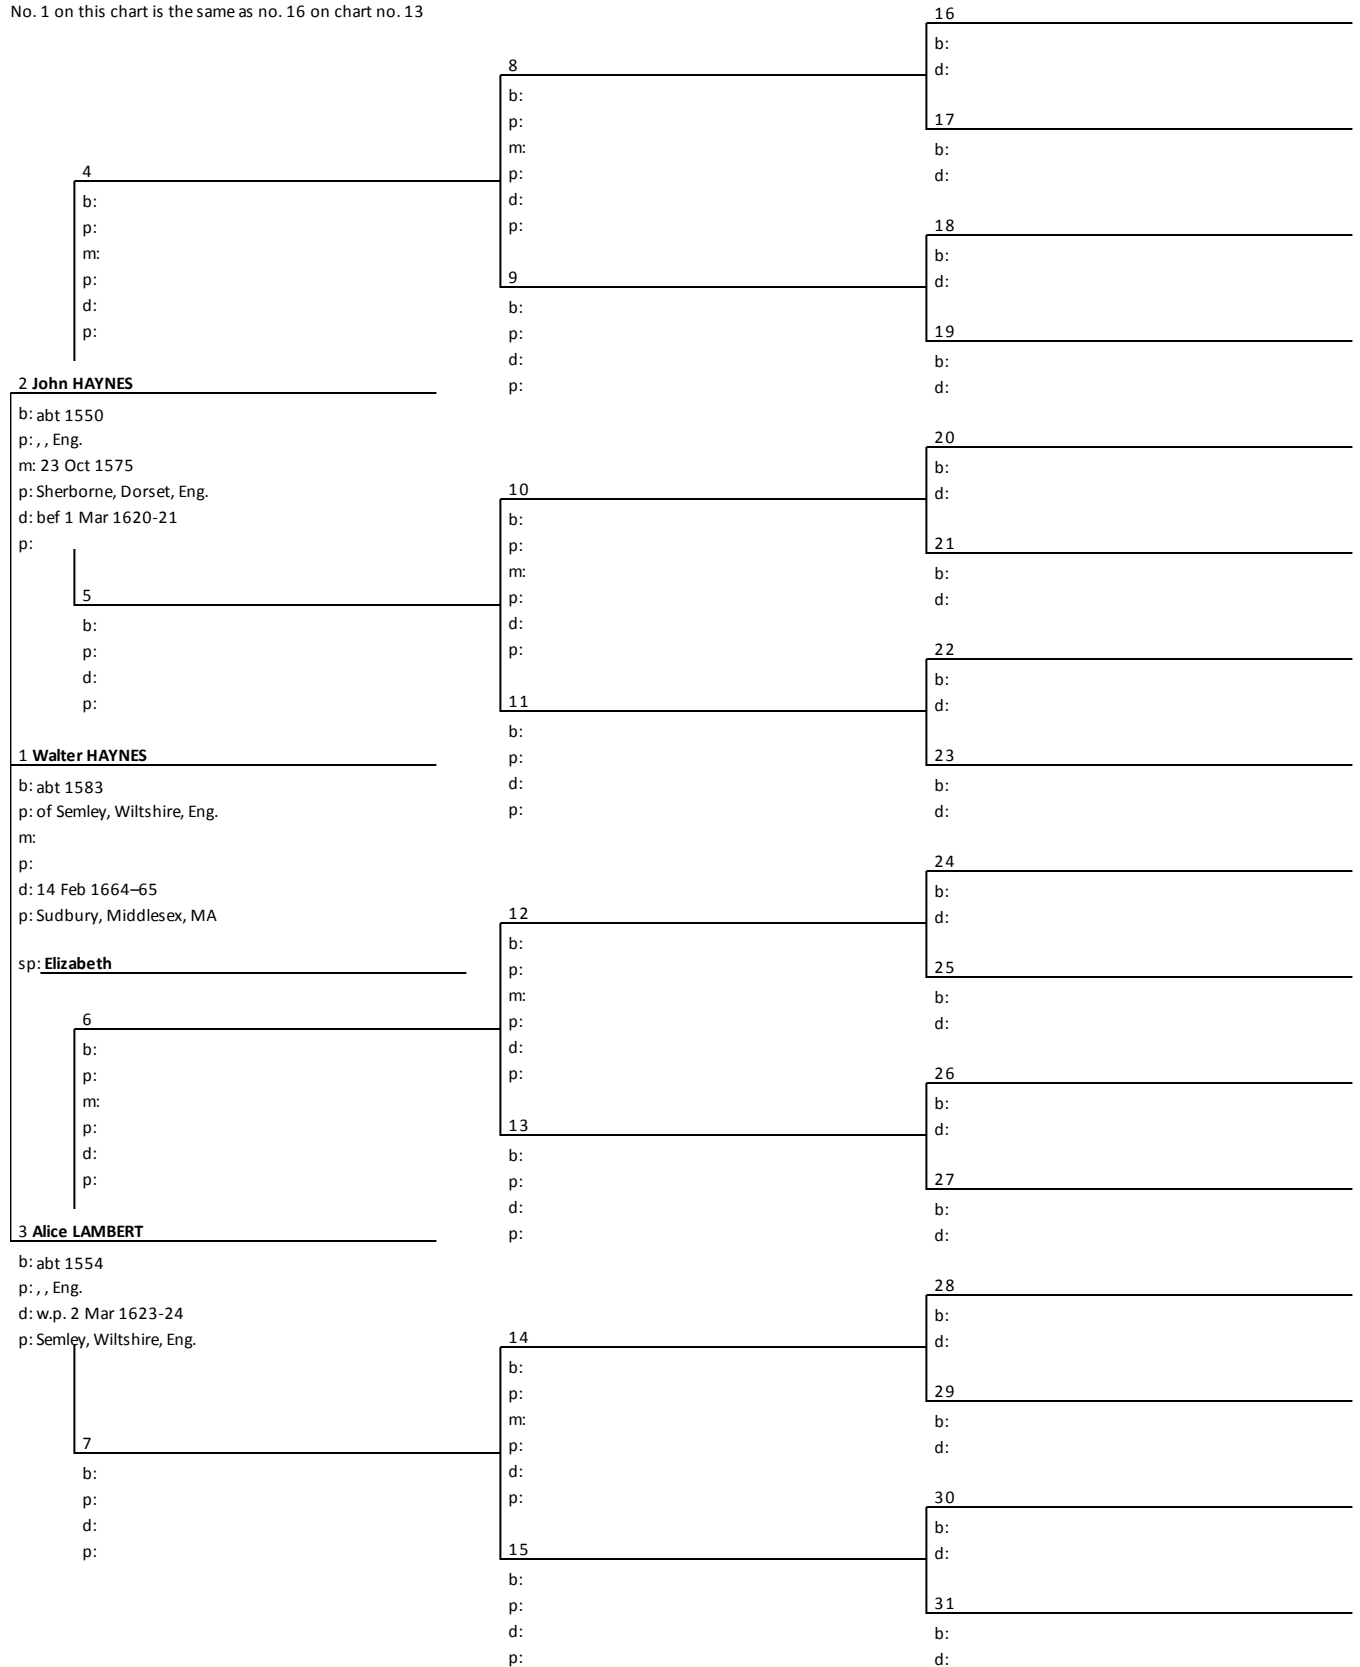 No. 1 on this chart is the same as no. 16 on chart no. 13
16
b:
d:
8
b:
p:
m:
p:
d:
p:
17
b:
d:
4
b:
p:
m:
p:
d:
p:
18
b:
d:
9
b:
p:
d:
p:
19
b:
d:
2 John HAYNES
b: abt 1550
p: , , Eng.
m: 23 Oct 1575
p: Sherborne, Dorset, Eng.
d: bef 1 Mar 1620-21
p:
20
b:
d:
10
b:
p:
m:
p:
d:
p:
21
b:
d:
5
b:
p:
d:
p:
22
b:
d:
11
b:
p:
d:
p:
23
b:
d:
1 Walter HAYNES
b: abt 1583
p: of Semley, Wiltshire, Eng.
m:
p:
d: 14 Feb 1664–65
p: Sudbury, Middlesex, MA
sp: Elizabeth
24
b:
d:
12
b:
p:
m:
p:
d:
p:
25
b:
d:
6
b:
p:
m:
p:
d:
p:
26
b:
d:
13
b:
p:
d:
p:
27
b:
d:
3 Alice LAMBERT
b: abt 1554
p: , , Eng.
d: w.p. 2 Mar 1623-24
p: Semley, Wiltshire, Eng.
28
b:
d:
14
b:
p:
m:
p:
d:
p:
29
b:
d:
7
b:
p:
d:
p:
30
b:
d:
15
b:
p:
d:
p:
31
b:
d: